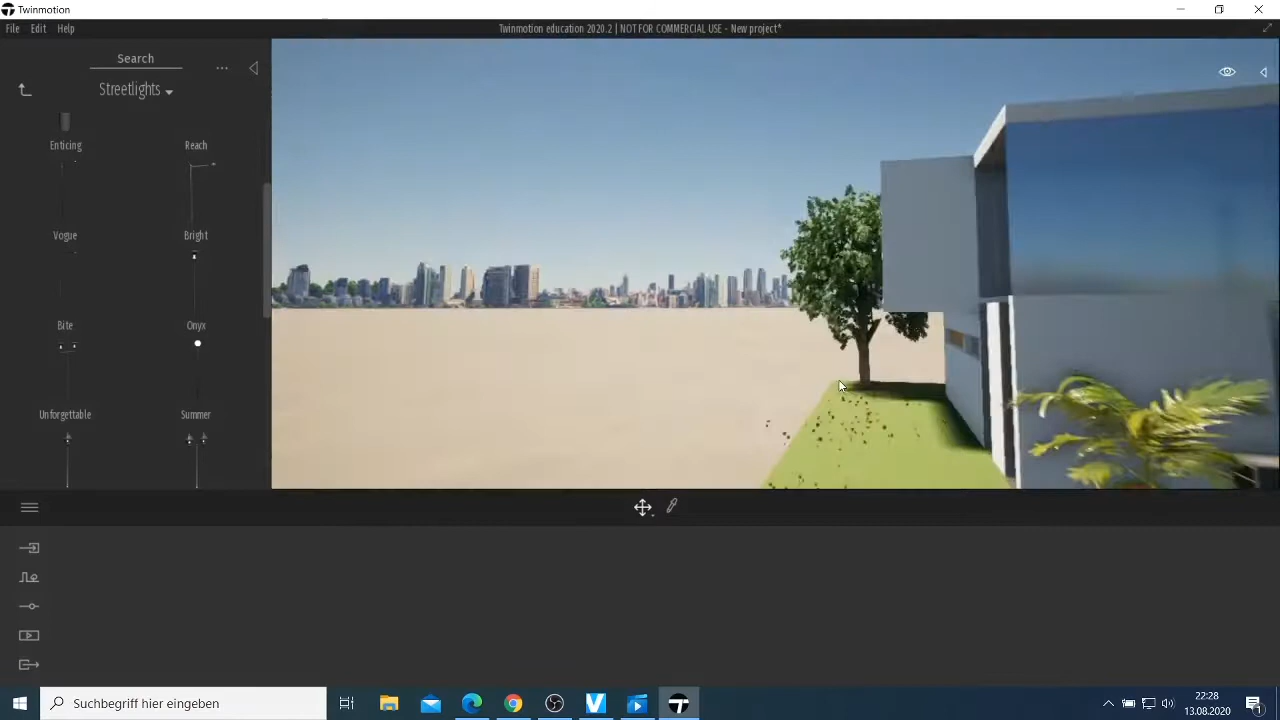 Twinmotion
File Edit Help
Twinmotion education 2020.2 | NOT FOR COMMERCIAL USE - New project*
Search
Streetlights
Enticing
Reach
Vogue
Bright
Bite
Onyx
Unforgettable
Summer
Suchbegriff hier eingeben
22:28
13.08.2020
1